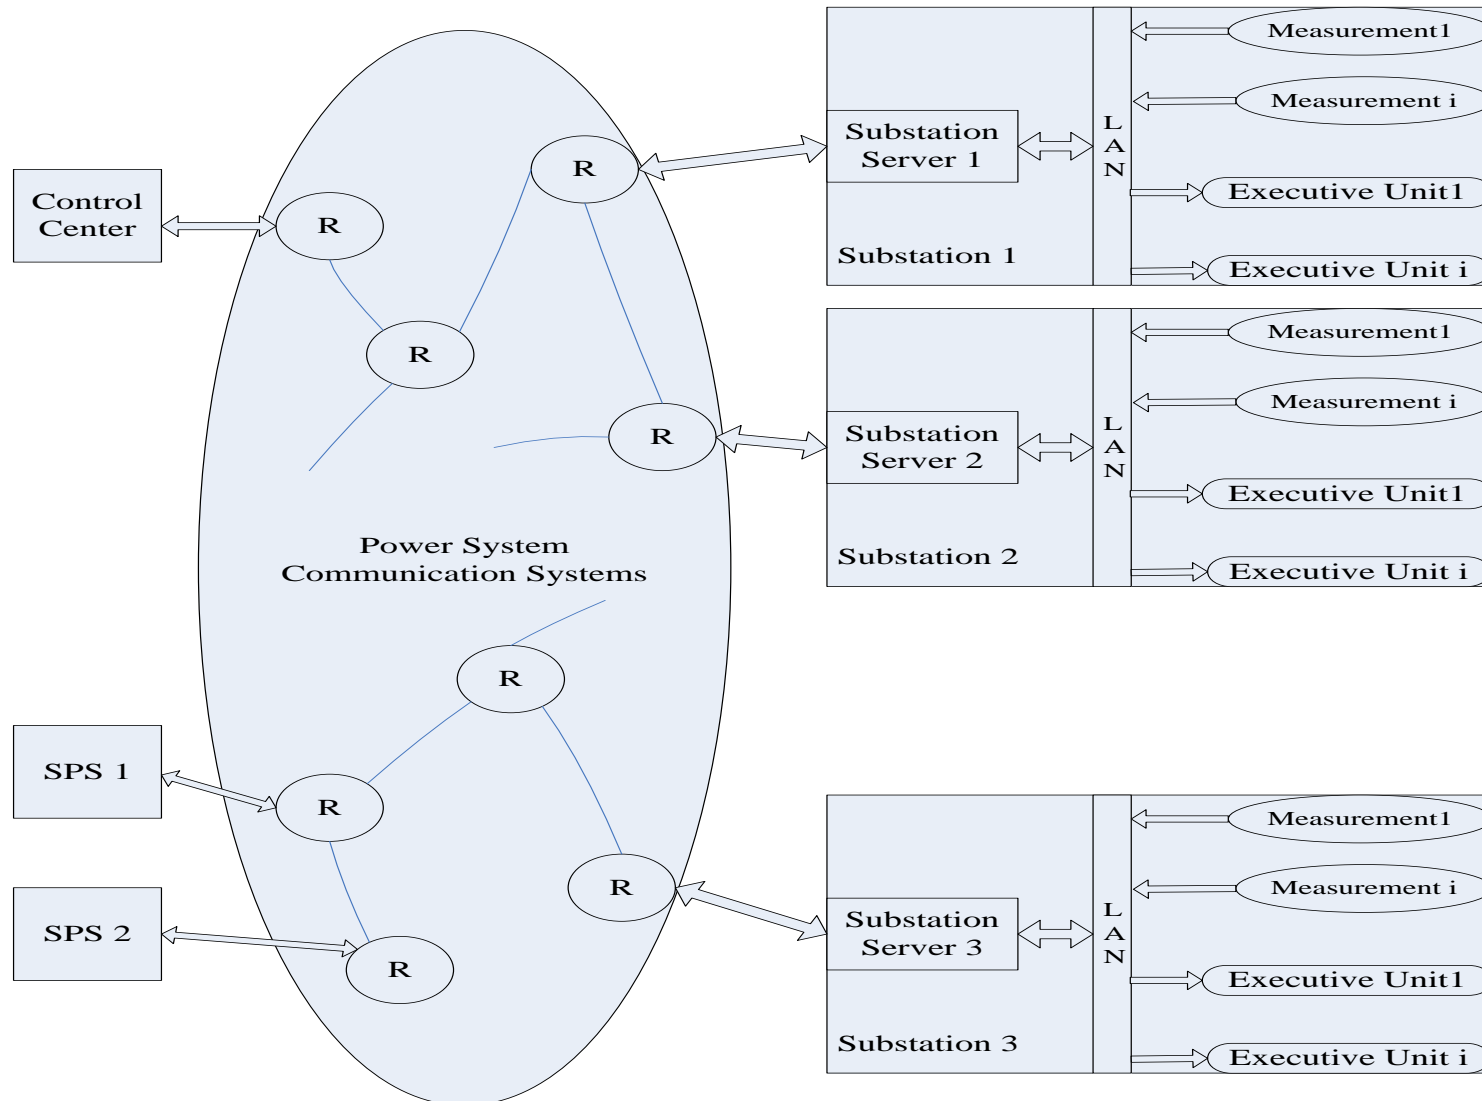 Control
Center
R
R
R
R
Power System
Communication Systems
R
R
R
R
SPS 1
SPS 2
Substation
Server 1
Substation 1
L
A
N
Measurement1
Measurement i
Executive Unit1
Executive Unit i
Substation
Server 2
Substation 2
L
A
N
Measurement1
Measurement i
Executive Unit1
Executive Unit i
Substation
Server 3
Substation 3
L
A
N
Measurement1
Measurement i
Executive Unit1
Executive Unit i